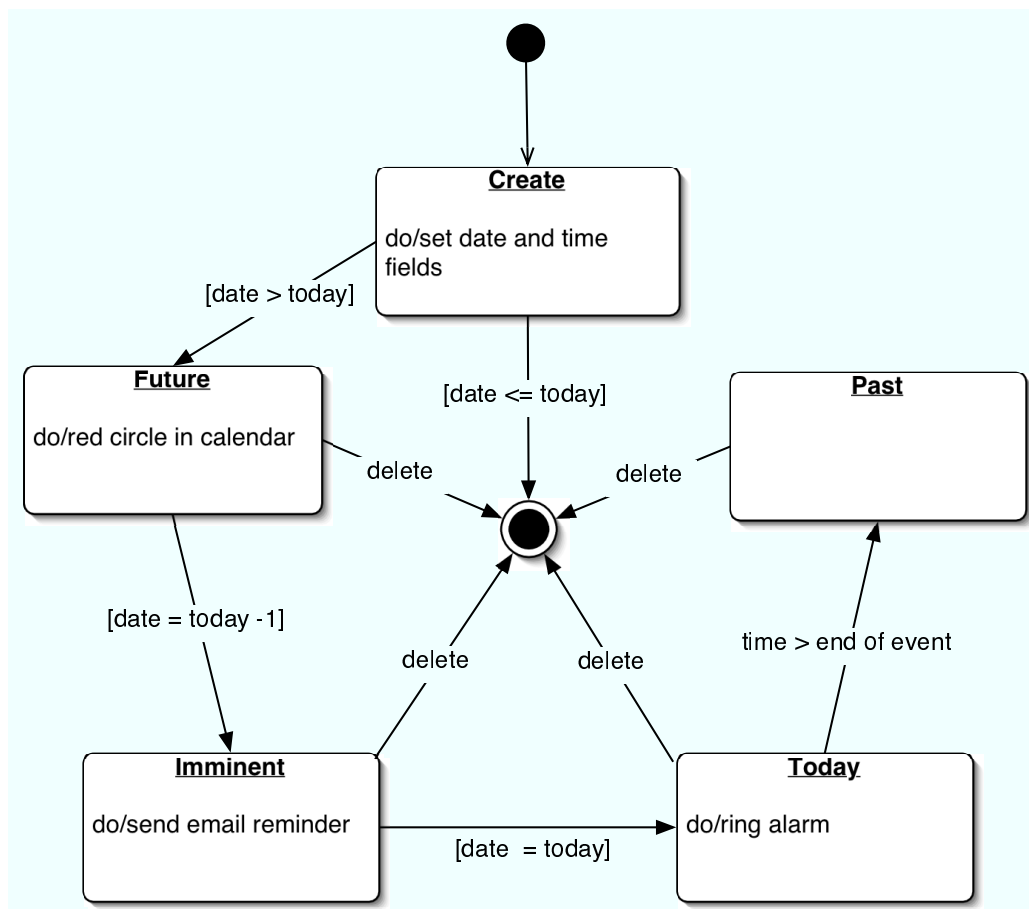 Create
do/set date and time
fields
[date > today]
Future
do/red circle in calendar
[date <= today]
Past
delete
delete
[date = today -1]
delete
delete
time > end of event
Imminent
do/send email reminder
[date  = today]
Today
do/ring alarm